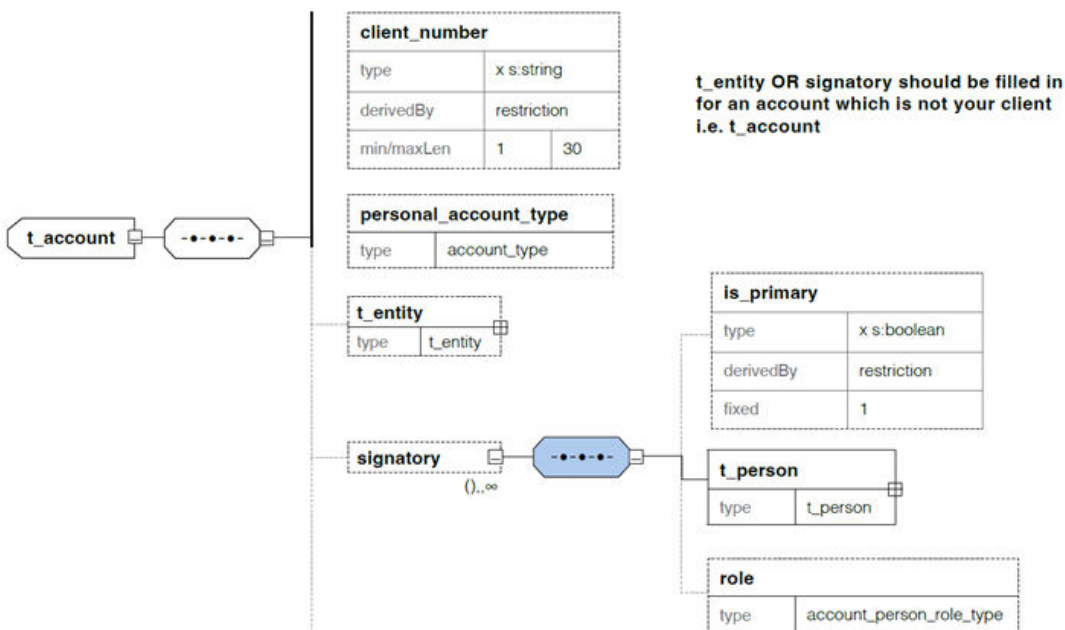 client_number
type x s:string
derivedBy restriction
min/maxLen 1 30
t_entity OR signatory should be filled in
for an account which is not your client
i.e. t_account
personal_account_type
type account_type
t_account
t_entity
type t_entity
is_primary
type x s:boolean
derivedBy restriction
fixed 1
signatory
(),,∞
t_person
type t_person
role
type account_person_role_type